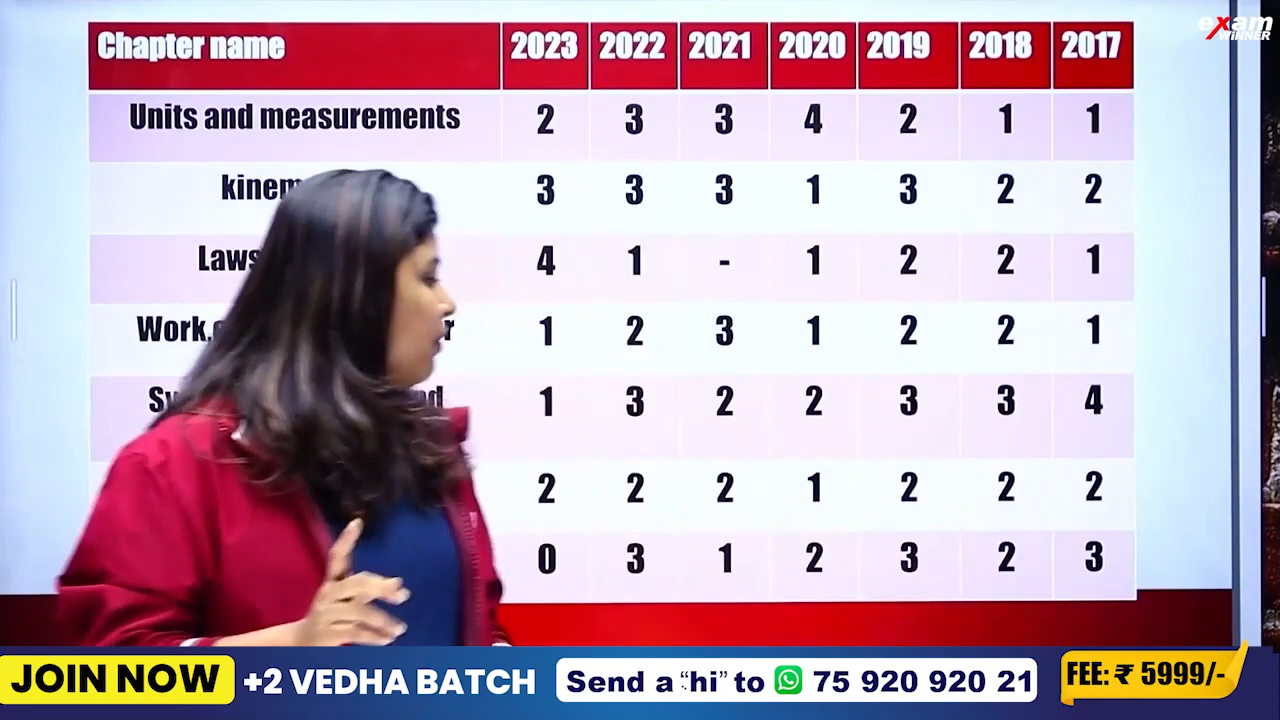 exam
WINNER
Chapter name 2023 2022 2021 2020 2019 2018 2017
Units and measurements 2 3 3 4 2 1 1
3 3 3 1 3 2 2
Laws 4 1 - 1 2 2 1
Work 1 2 3 1 2 2 1
1 3 2 2 3 3 4
2 2 2 1 2 2 2
0 3 1 2 3 2 3
JOIN NOW +2 VEDHA BATCH Send a “hi” to 75 920 920 21 FEE: ₹ 5999/-